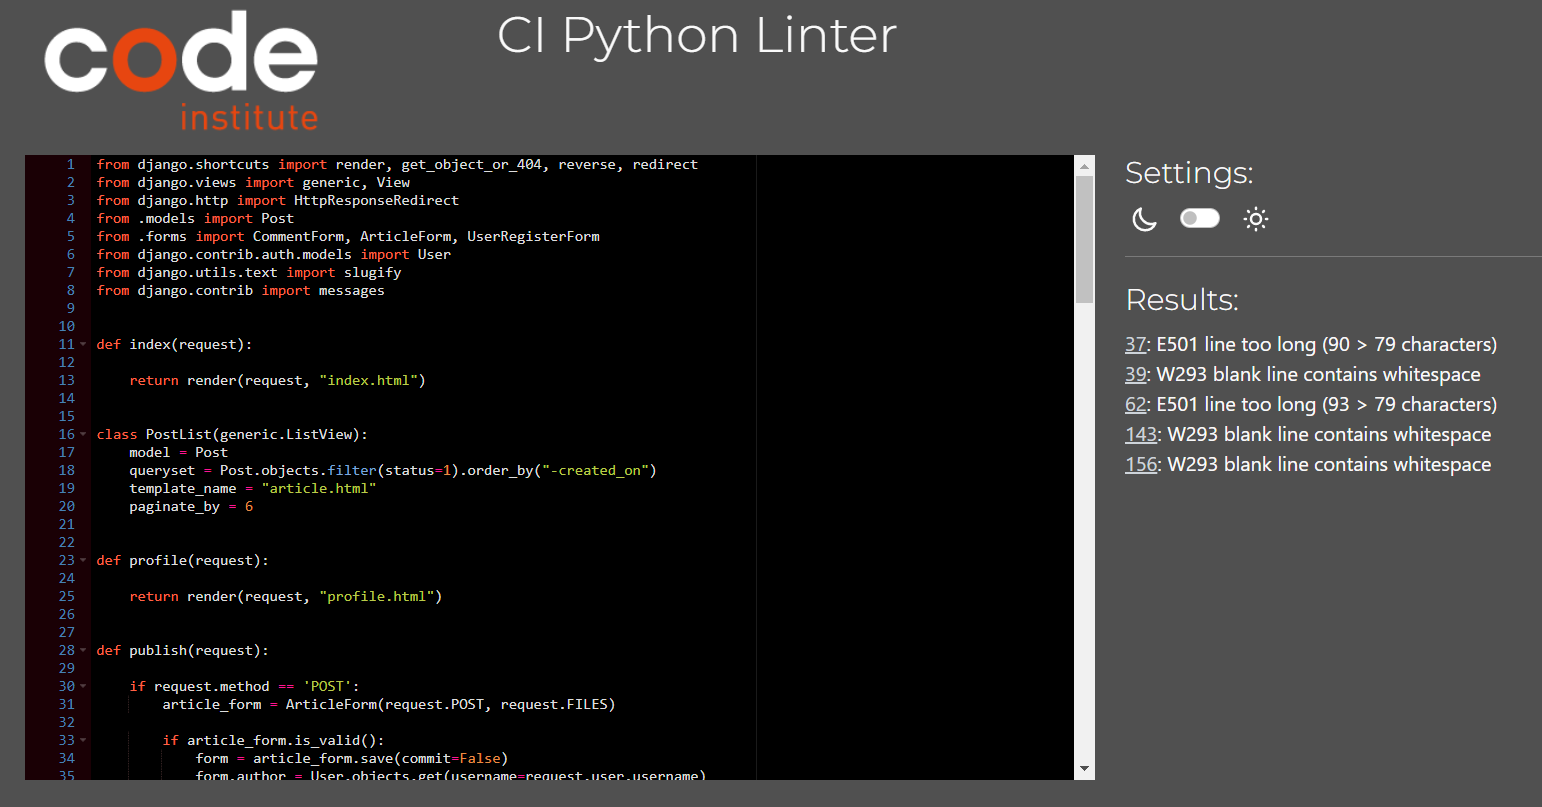 code
institute
CI Python Linter
1 from django.shortcuts import render, get_object_or_404, reverse, redirect
2 from django.views import generic, View
3 from django.http import HttpResponseRedirect
4 from .models import Post
5 from .forms import CommentForm, ArticleForm, UserRegisterForm
6 from django.contrib.auth.models import User
7 from django.utils.text import slugify
8 from django.contrib import messages
9
10
11 def index(request):
12
13     return render(request, "index.html")
14
15
16 class PostList(generic.ListView):
17     model = Post
18     queryset = Post.objects.filter(status=1).order_by("-created_on")
19     template_name = "article.html"
20     paginate_by = 6
21
22
23 def profile(request):
24
25     return render(request, "profile.html")
26
27
28 def publish(request):
29
30     if request.method == 'POST':
31         article_form = ArticleForm(request.POST, request.FILES)
32
33         if article_form.is_valid():
34             form = article_form.save(commit=False)
35             form.author = User.objects.get(username=request.user.username)
Settings:
Results:
37: E501 line too long (90 > 79 characters)
39: W293 blank line contains whitespace
62: E501 line too long (93 > 79 characters)
143: W293 blank line contains whitespace
156: W293 blank line contains whitespace